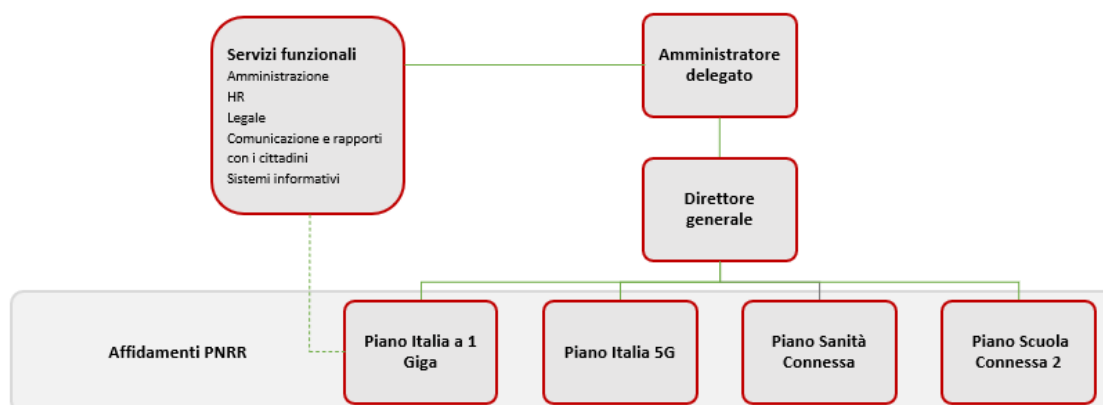 Servizi funzionali
Amministrazione
HR
Legale
Comunicazione e rapporti
con i cittadini
Sistemi informativi
Amministratore
delegato
Direttore
generale
Affidamenti PNRR
Piano Italia a 1
Giga
Piano Italia 5G
Piano Sanità
Connessa
Piano Scuola
Connessa 2